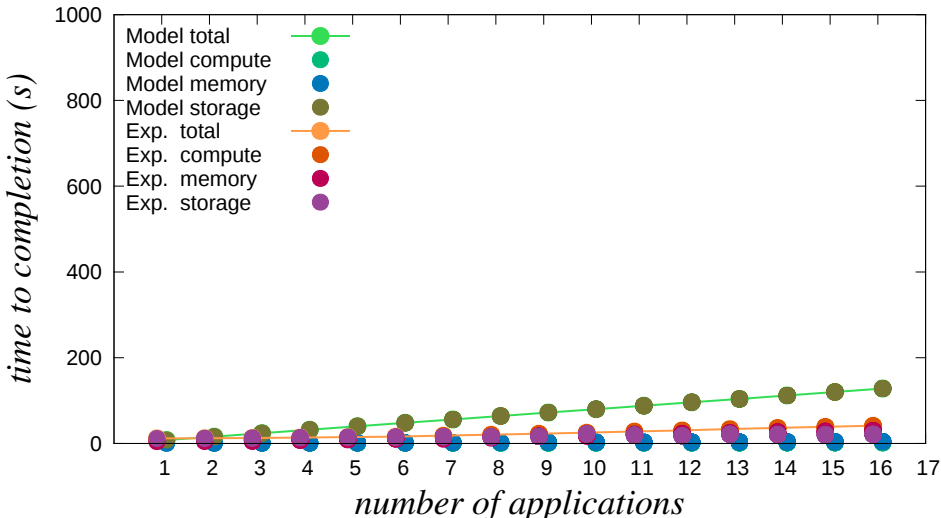 1000
800
600
400
200
0
Model total
Model compute
Model memory
Model storage
Exp. total
Exp. compute
Exp. memory
Exp. storage
time to completion (s)
1 2 3 4 5 6 7 8 9 10 11 12 13 14 15 16 17
number of applications